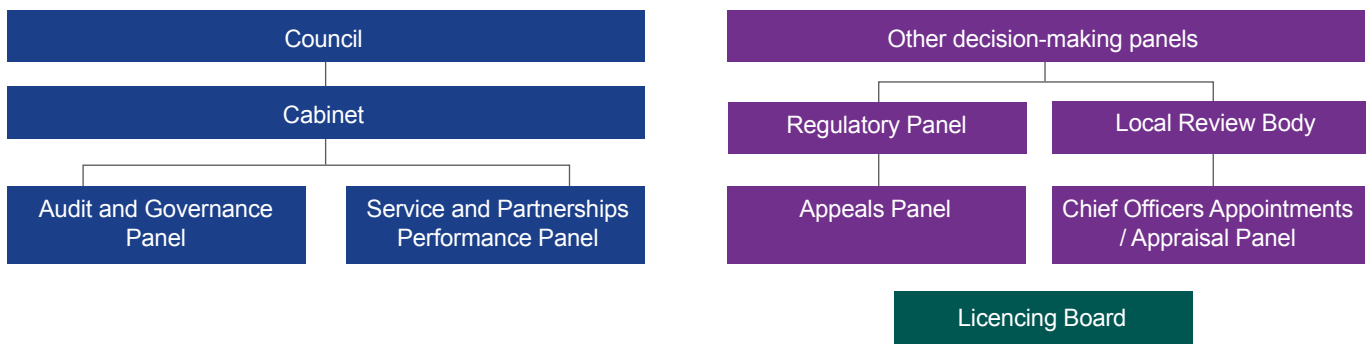 Council
Cabinet
Audit and Governance
Panel
Service and Partnerships
Performance Panel
Other decision-making panels
Regulatory Panel
Local Review Body
Appeals Panel
Chief Officers Appointments
/ Appraisal Panel
Licencing Board